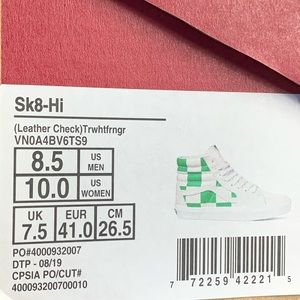 Sk8-Hi
(Leather Check)Trwhtfrngr
VN0A4BV6TS9
8.5 US MEN
10.0 US WOMEN
UK EUR CM
7.5 41.0 26.5
PO#4000932007
DTP - 08/19
CPSIA PO/CUT#
400093200700010
7 72259 42221 5